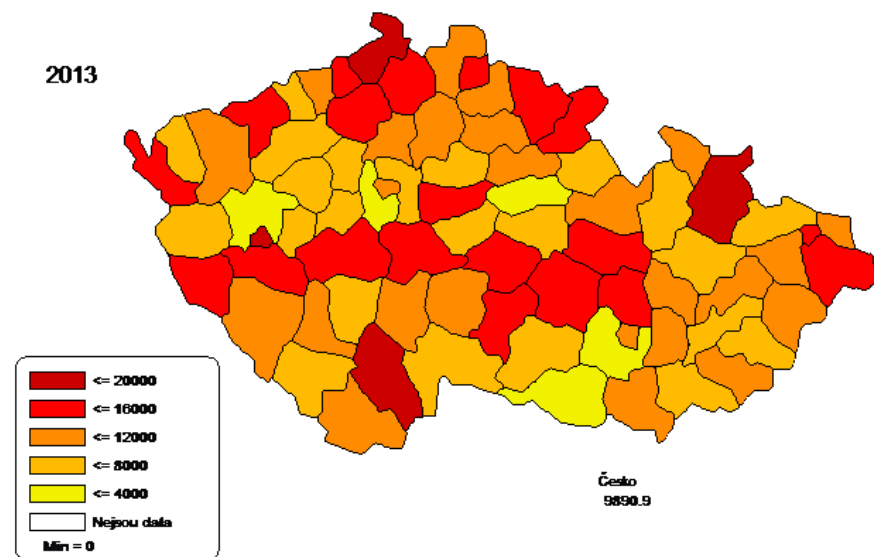 2013
<= 20000
<= 16000
<= 12000
<= 8000
<= 4000
Nejsou data
Min = 0
Česko
9890.9